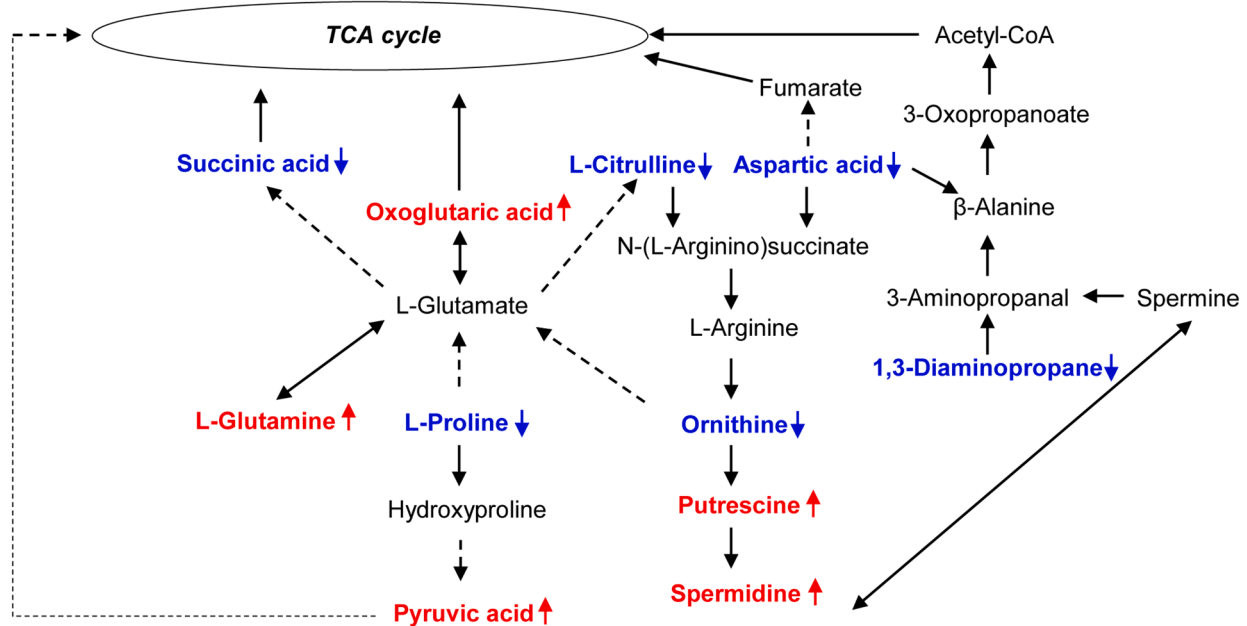 TCA cycle
Acetyl-CoA
Fumarate
3-Oxopropanoate
Succinic acid
L-Citrulline
Aspartic acid
Oxoglutaric acid
β-Alanine
N-(L-Arginino)succinate
L-Glutamate
3-Aminopropanal
Spermine
L-Arginine
1,3-Diaminopropane
L-Glutamine
L-Proline
Ornithine
Hydroxyproline
Putrescine
Spermidine
Pyruvic acid